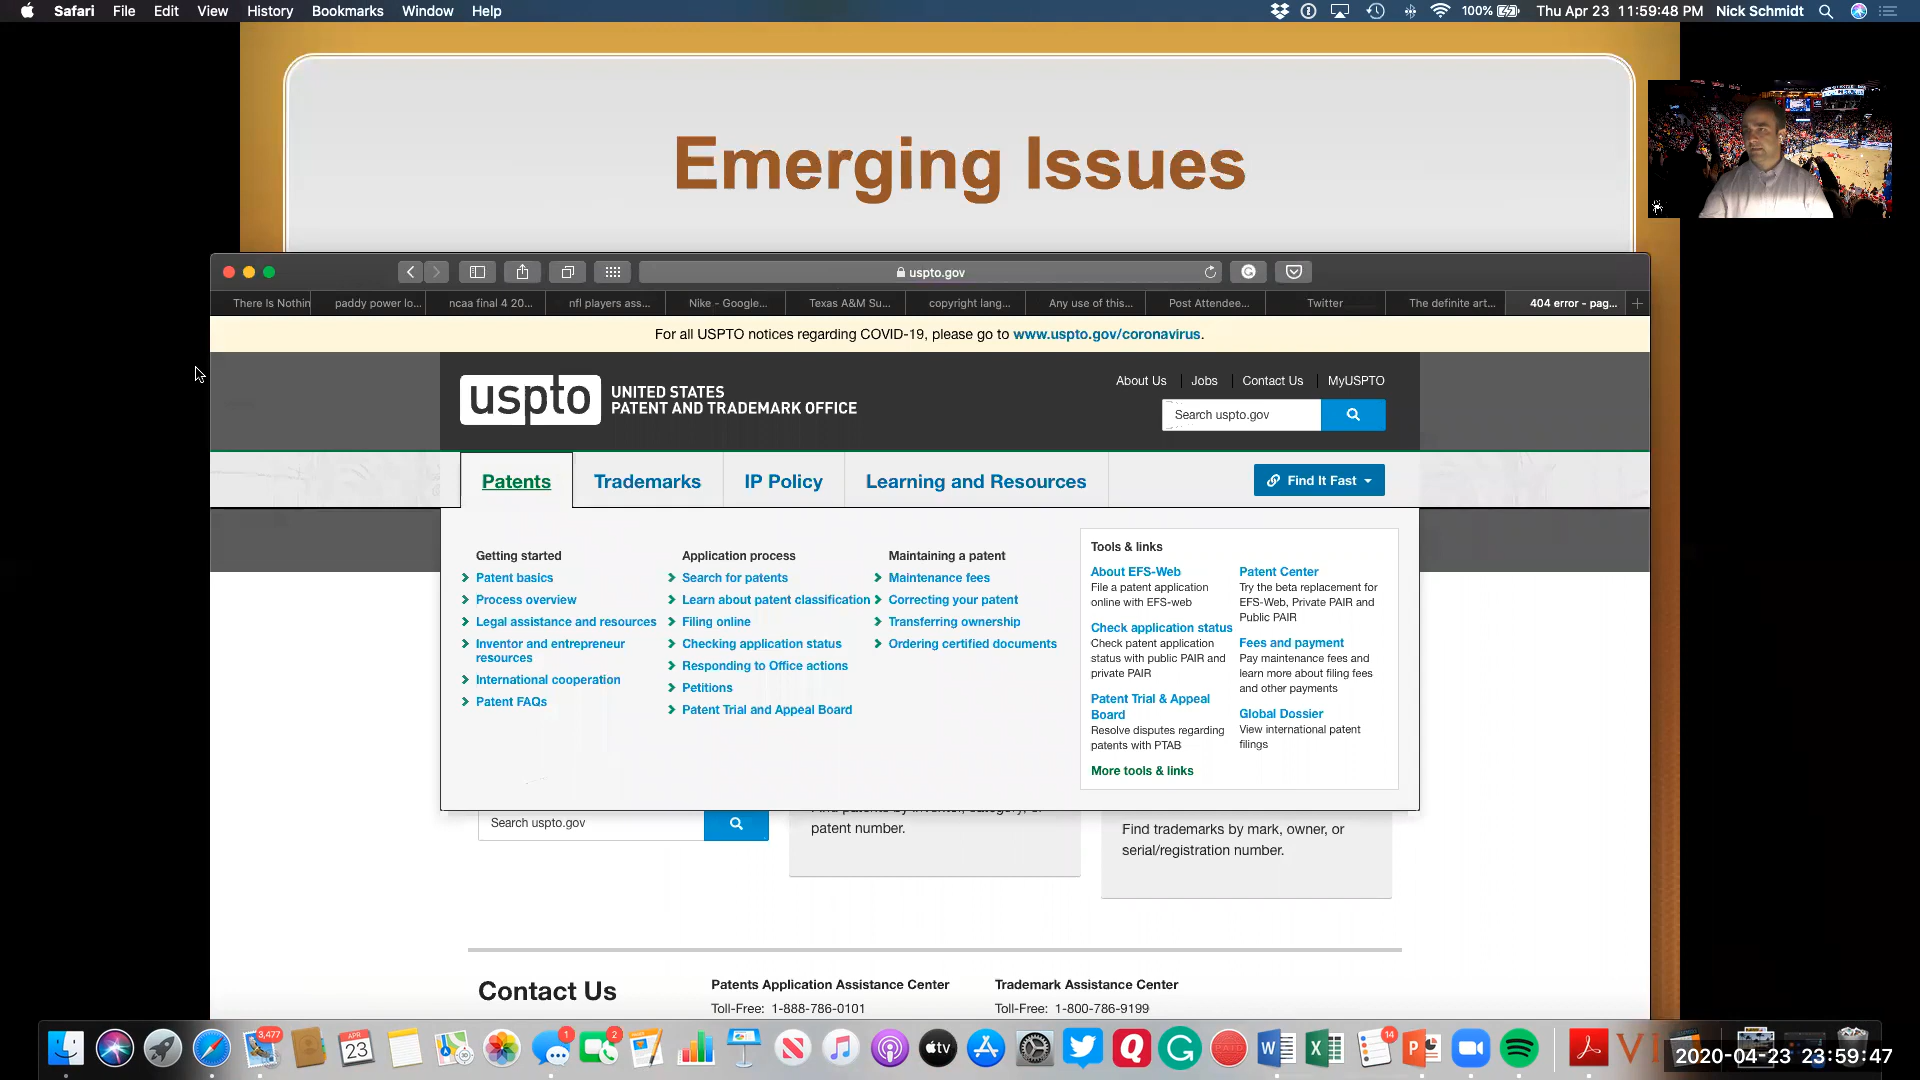 Safari File Edit View History Bookmarks Window Help
100% Thu Apr 23 11:59:48 PM Nick Schmidt
Emerging Issues
uspto.gov
There Is Nothin
paddy power lo...
ncaa final 4 20...
nfl players ass...
Nike - Google...
Texas A&M Su...
copyright lang...
Any use of this...
Post Attendee...
Twitter
The definite art...
404 error - pag...
For all USPTO notices regarding COVID-19, please go to www.uspto.gov/coronavirus.
uspto UNITED STATES
PATENT AND TRADEMARK OFFICE
About Us Jobs Contact Us MyUSPTO
Search uspto.gov
Patents Trademarks IP Policy Learning and Resources Find It Fast
Getting started
Patent basics
Process overview
Legal assistance and resources
Inventor and entrepreneur
resources
International cooperation
Patent FAQs
Application process
Search for patents
Learn about patent classification
Filing online
Checking application status
Responding to Office actions
Petitions
Patent Trial and Appeal Board
Maintaining a patent
Maintenance fees
Correcting your patent
Transferring ownership
Ordering certified documents
Tools & links
About EFS-Web
File a patent application
online with EFS-web
Check application status
Check patent application
status with public PAIR and
private PAIR
Patent Trial & Appeal
Board
Resolve disputes regarding
patents with PTAB
More tools & links
Patent Center
Try the beta replacement for
EFS-Web, Private PAIR and
Public PAIR
Fees and payment
Pay maintenance fees and
learn more about filing fees
and other payments
Global Dossier
View international patent
filings
Search uspto.gov
patent number.
Find trademarks by mark, owner, or
serial/registration number.
Contact Us
Patents Application Assistance Center
Toll-Free: 1-888-786-0101
Trademark Assistance Center
Toll-Free: 1-800-786-9199
3,477
APR
23
1
2
tv
14
2020-04-23 23:59:47